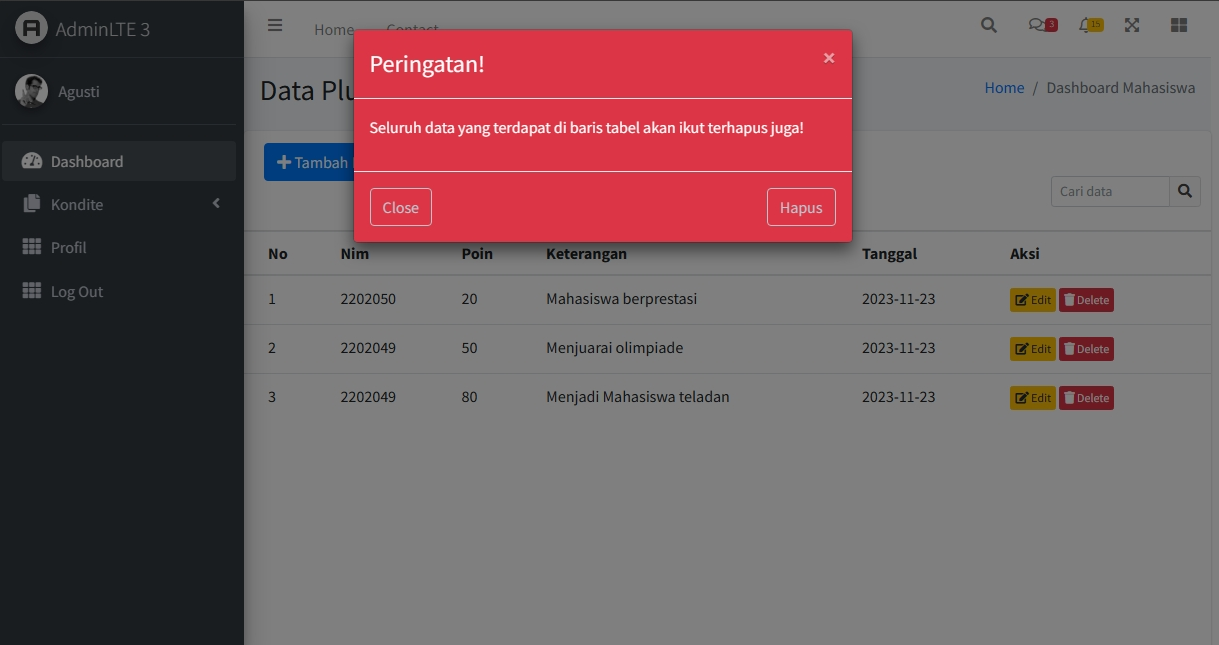 AdminLTE 3
Home
Contact
3
15
Agusti
Data Plu
Home / Dashboard Mahasiswa
Peringatan!
×
Seluruh data yang terdapat di baris tabel akan ikut terhapus juga!
Close
Hapus
Dashboard
Kondite
Profil
Log Out
Tambah
Cari data
No Nim Poin Keterangan Tanggal Aksi
1 2202050 20 Mahasiswa berprestasi 2023-11-23 Edit Delete
2 2202049 50 Menjuarai olimpiade 2023-11-23 Edit Delete
3 2202049 80 Menjadi Mahasiswa teladan 2023-11-23 Edit Delete